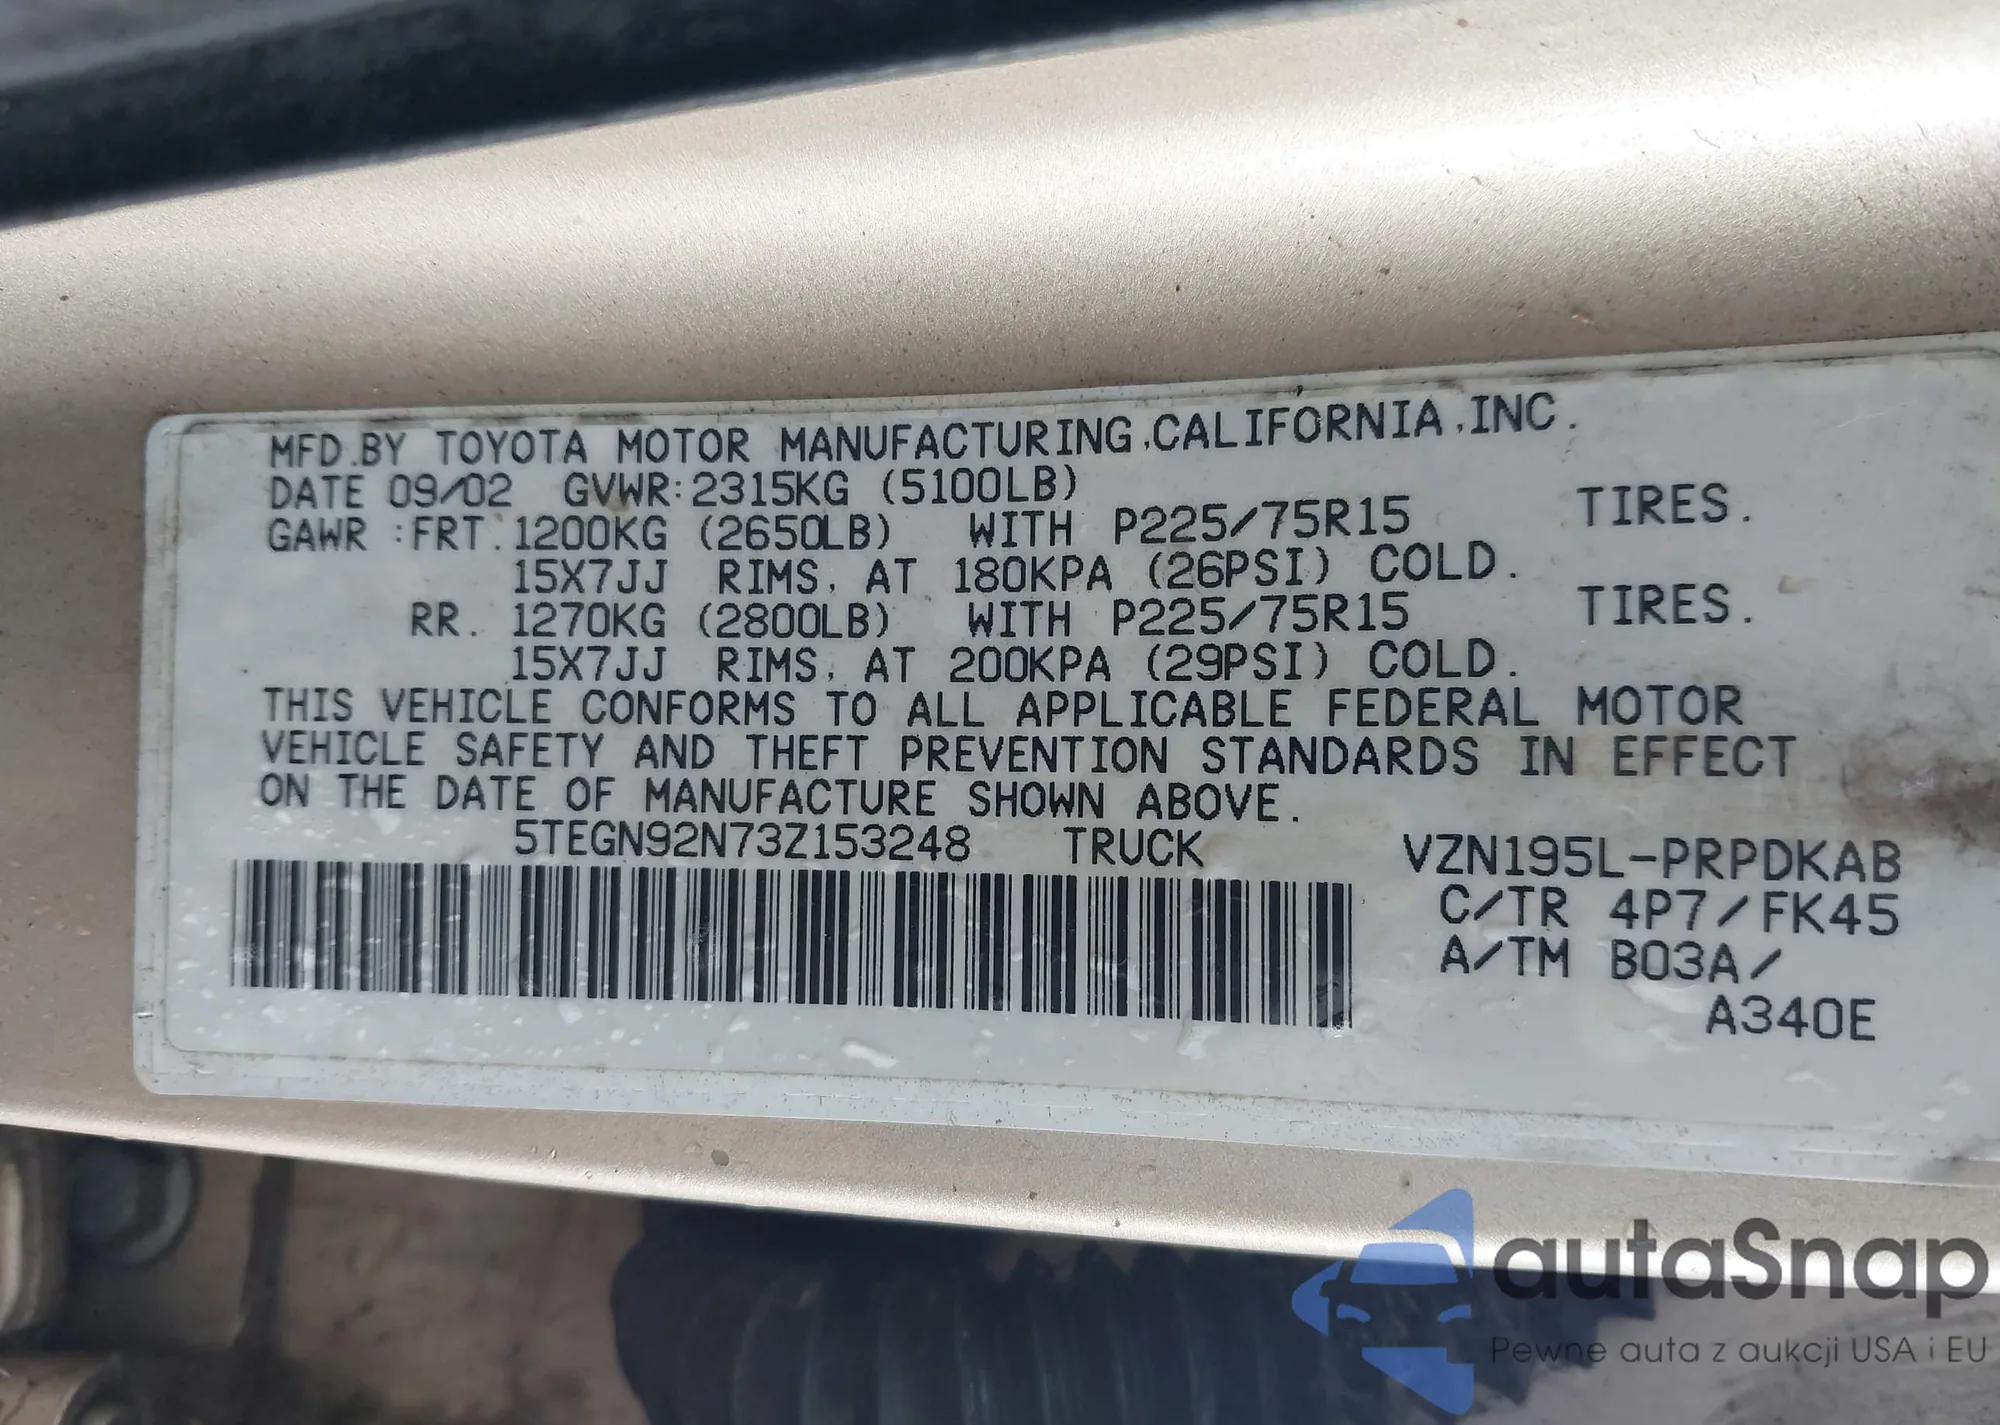 MFD.BY TOYOTA MOTOR MANUFACTURING,CALIFORNIA,INC.
DATE 09/02 GVWR:2315KG (5100LB)
GAWR :FRT. 1200KG (2650LB) WITH P225/75R15 TIRES.
15X7JJ RIMS, AT 180KPA (26PSI) COLD.
RR. 1270KG (2800LB) WITH P225/75R15 TIRES.
15X7JJ RIMS, AT 200KPA (29PSI) COLD.
THIS VEHICLE CONFORMS TO ALL APPLICABLE FEDERAL MOTOR
VEHICLE SAFETY AND THEFT PREVENTION STANDARDS IN EFFECT
ON THE DATE OF MANUFACTURE SHOWN ABOVE.
5TEGN92N73Z153248 TRUCK VZN195L-PRPDKAB
C/TR 4P7/FK45
A/TM B03A/
A340E
autaSnap
Pewne auta z aukcji USA i EU